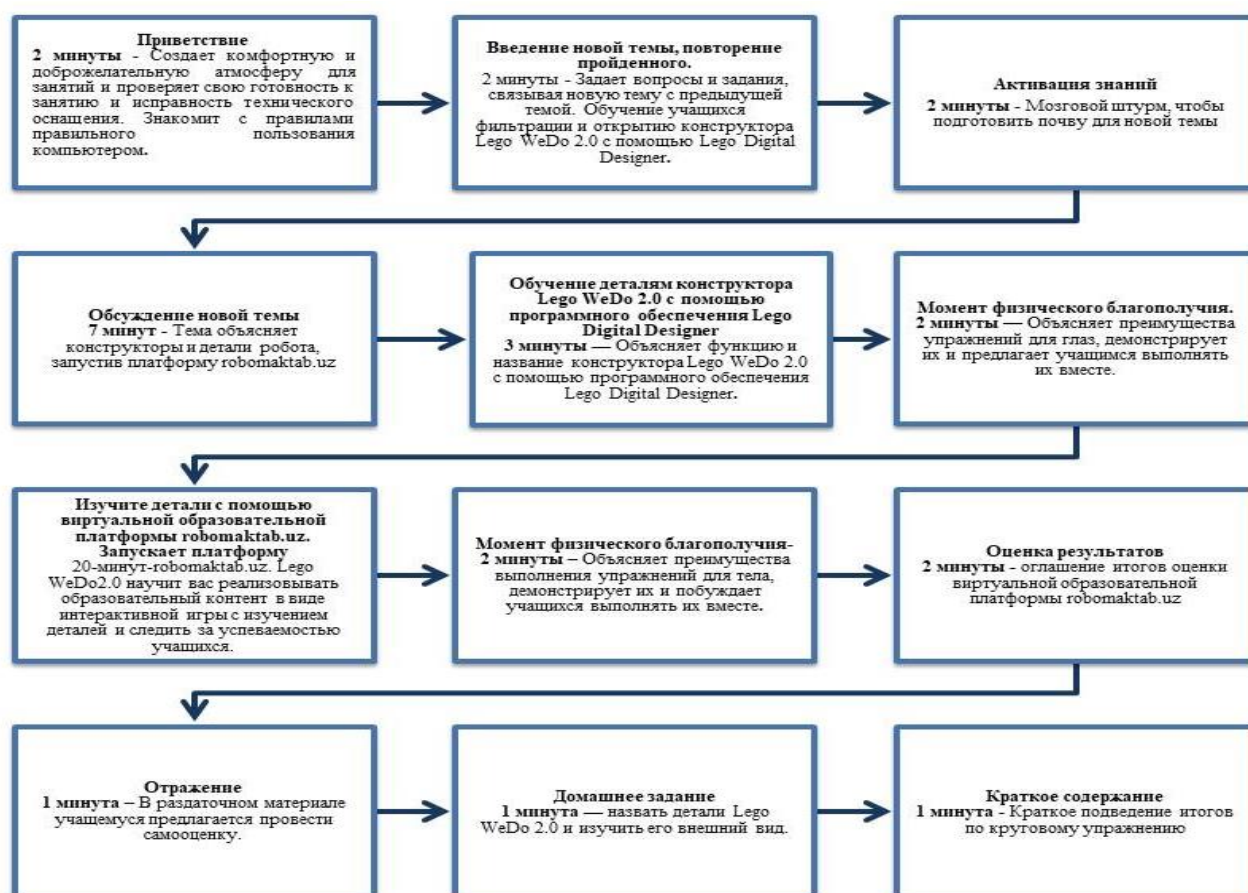 Приветствие
2 минуты - Создает комфортную и
доброжелательную атмосферу для
занятий и проверяет свою готовность к
занятию и исправность технического
оснащения. Знакомит с правилами
правильного пользования
компьютером.
Введение новой темы, повторение
пройденного.
2 минуты - Задает вопросы и задания,
связывая новую тему с предыдущей
темой. Обучение учащихся
фильтрации и открытию конструктора
Lego WeDo 2.0 с помощью Lego Digital
Designer.
Активация знаний
2 минуты - Мозговой штурм, чтобы
подготовить почву для новой темы
Обсуждение новой темы
7 минут - Тема объясняет
конструкторы и детали робота,
запустив платформу robomaktab.uz
Обучение деталям конструктора
Lego WeDo 2.0 с помощью
программного обеспечения Lego
Digital Designer
3 минуты — Объясняет функцию и
название конструктора Lego WeDo 2.0
с помощью программного обеспечения
Lego Digital Designer.
Момент физического благополучия.
2 минуты — Объясняет преимущества
упражнений для глаз, демонстрирует
их и предлагает учащимся выполнять
их вместе.
Изучите детали с помощью
виртуальной образовательной
платформы robomaktab.uz.
Запускает платформу
20-минут-robomaktab.uz. Lego
WeDo2.0 научит вас реализовывать
образовательный контент в виде
интерактивной игры с изучением
деталей и следить за успеваемостью
учащихся.
Момент физического благополучия-
2 минуты – Объясняет преимущества
выполнения упражнений для тела,
демонстрирует их и побуждает
учащихся выполнять их вместе.
Оценка результатов
2 минуты - оглашение итогов оценки
виртуальной образовательной
платформы robomaktab.uz
Отражение
1 минута – В раздаточном материале
учащемуся предлагается провести
самооценку.
Домашнее задание
1 минута — назвать детали Lego
WeDo 2.0 и изучить его внешний вид.
Краткое содержание
1 минута - Краткое подведение итогов
по круговому упражнению